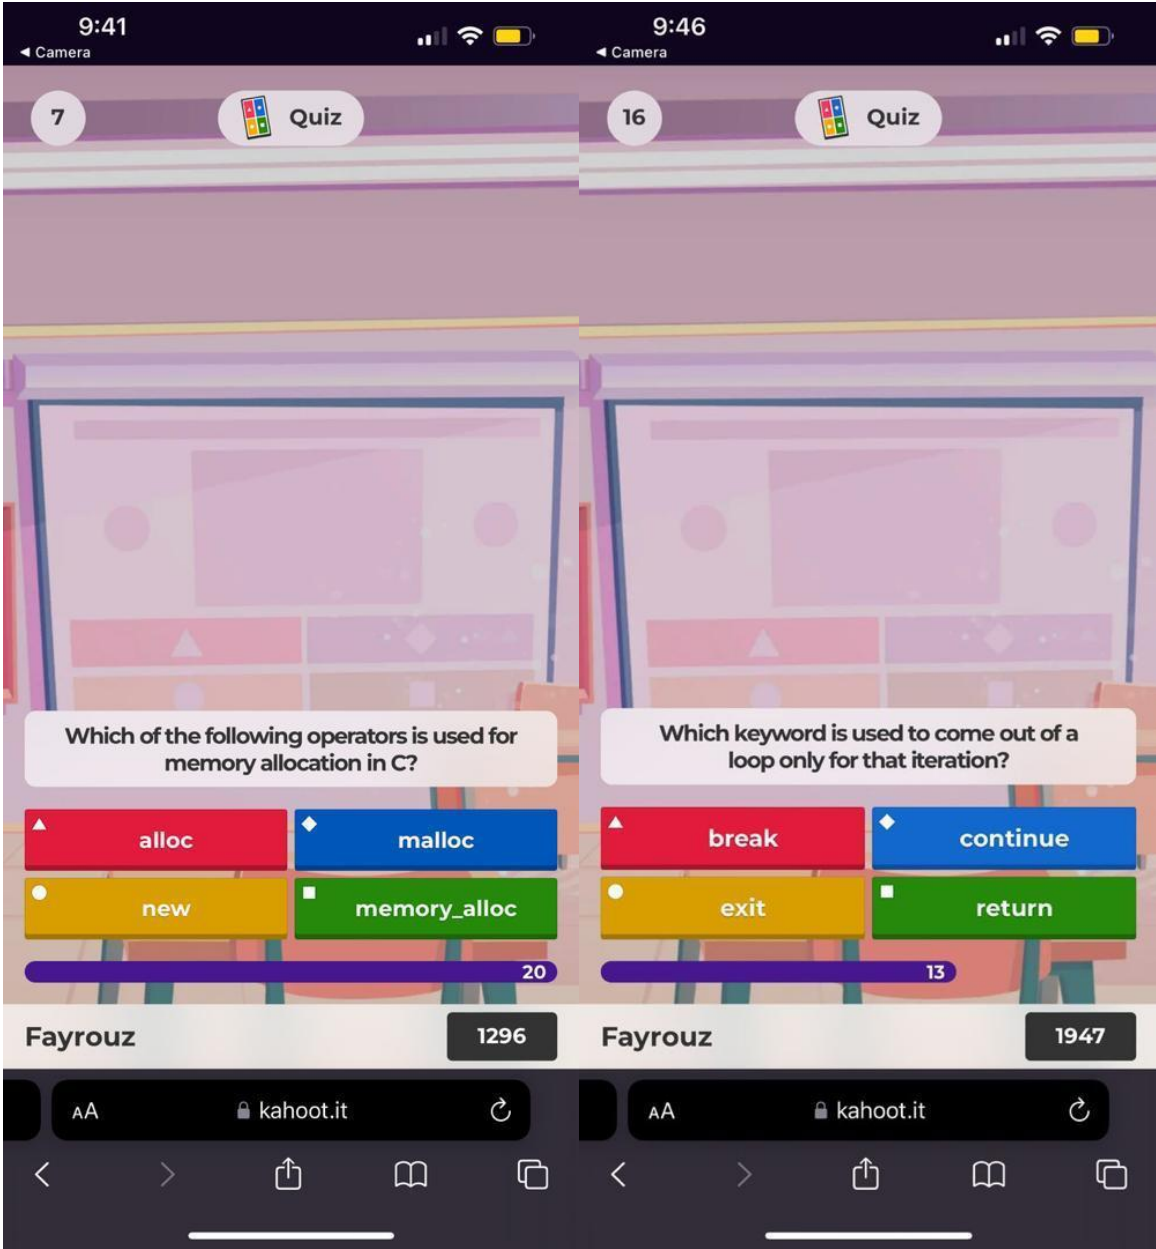 9:41
◄ Camera
7
Quiz
Which of the following operators is used for
memory allocation in C?
alloc
malloc
new
memory_alloc
20
Fayrouz
1296
AA
kahoot.it
9:46
◄ Camera
16
Quiz
Which keyword is used to come out of a
loop only for that iteration?
break
continue
exit
return
13
Fayrouz
1947
AA
kahoot.it